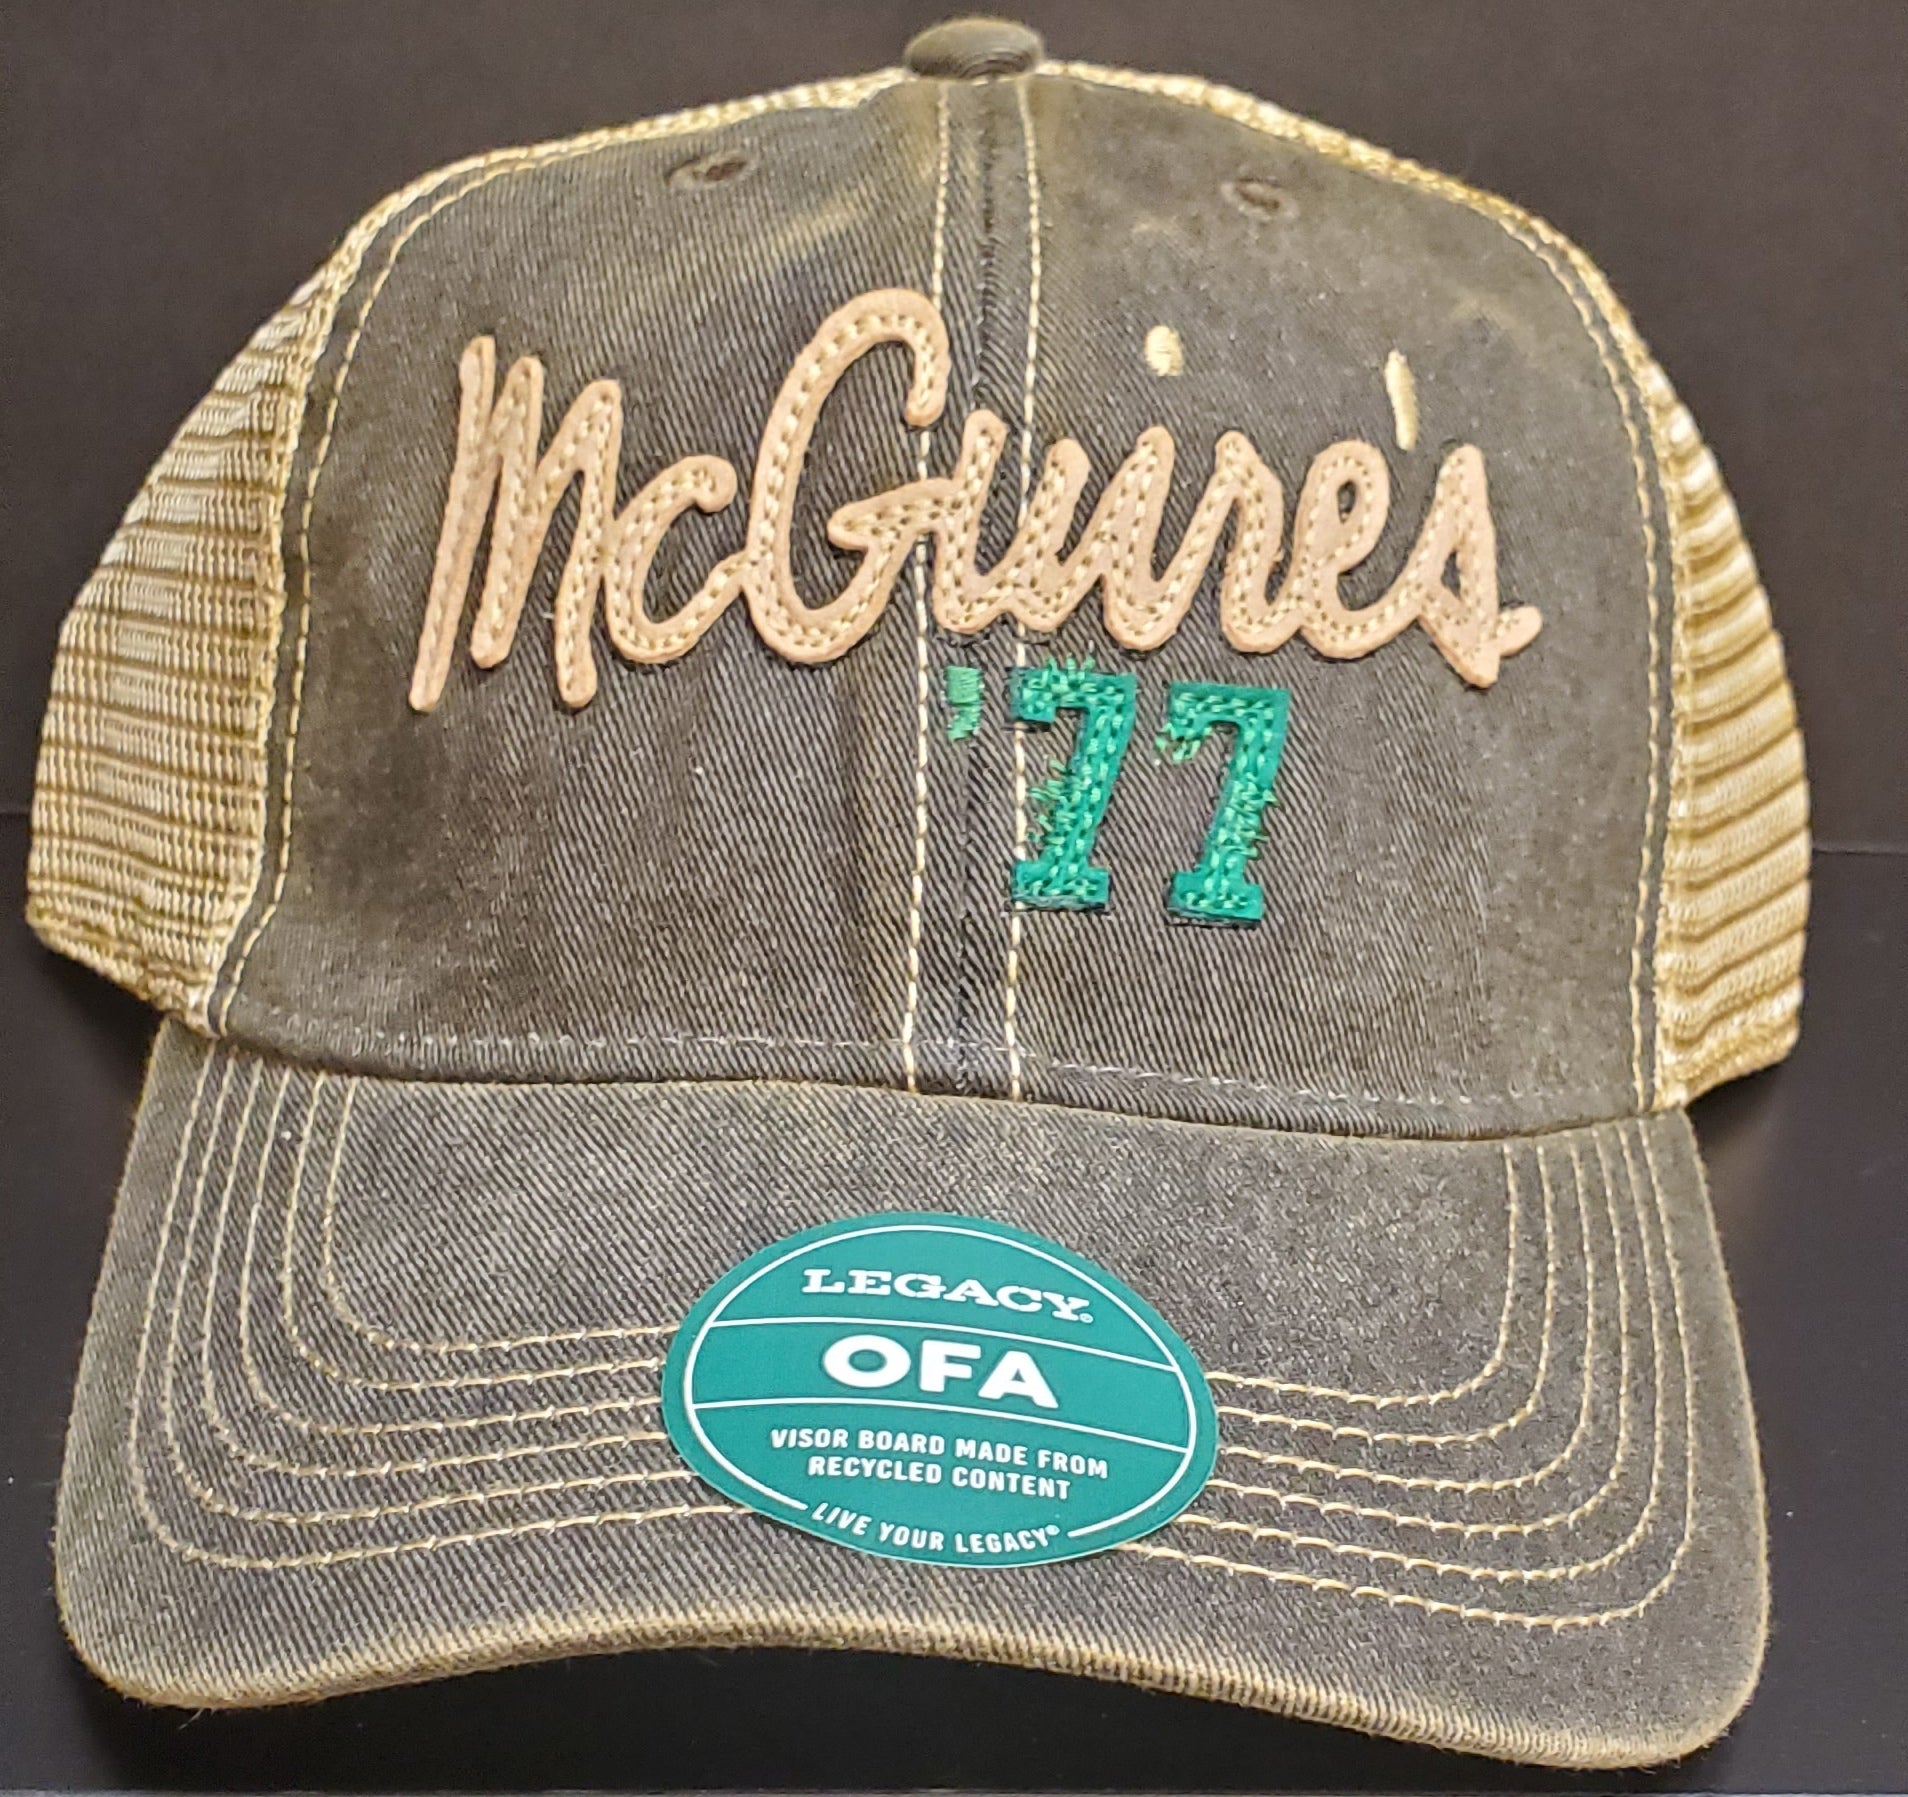 McGuire's
'77
LEGACY®
OFA
VISOR BOARD MADE FROM
RECYCLED CONTENT
LIVE YOUR LEGACY®